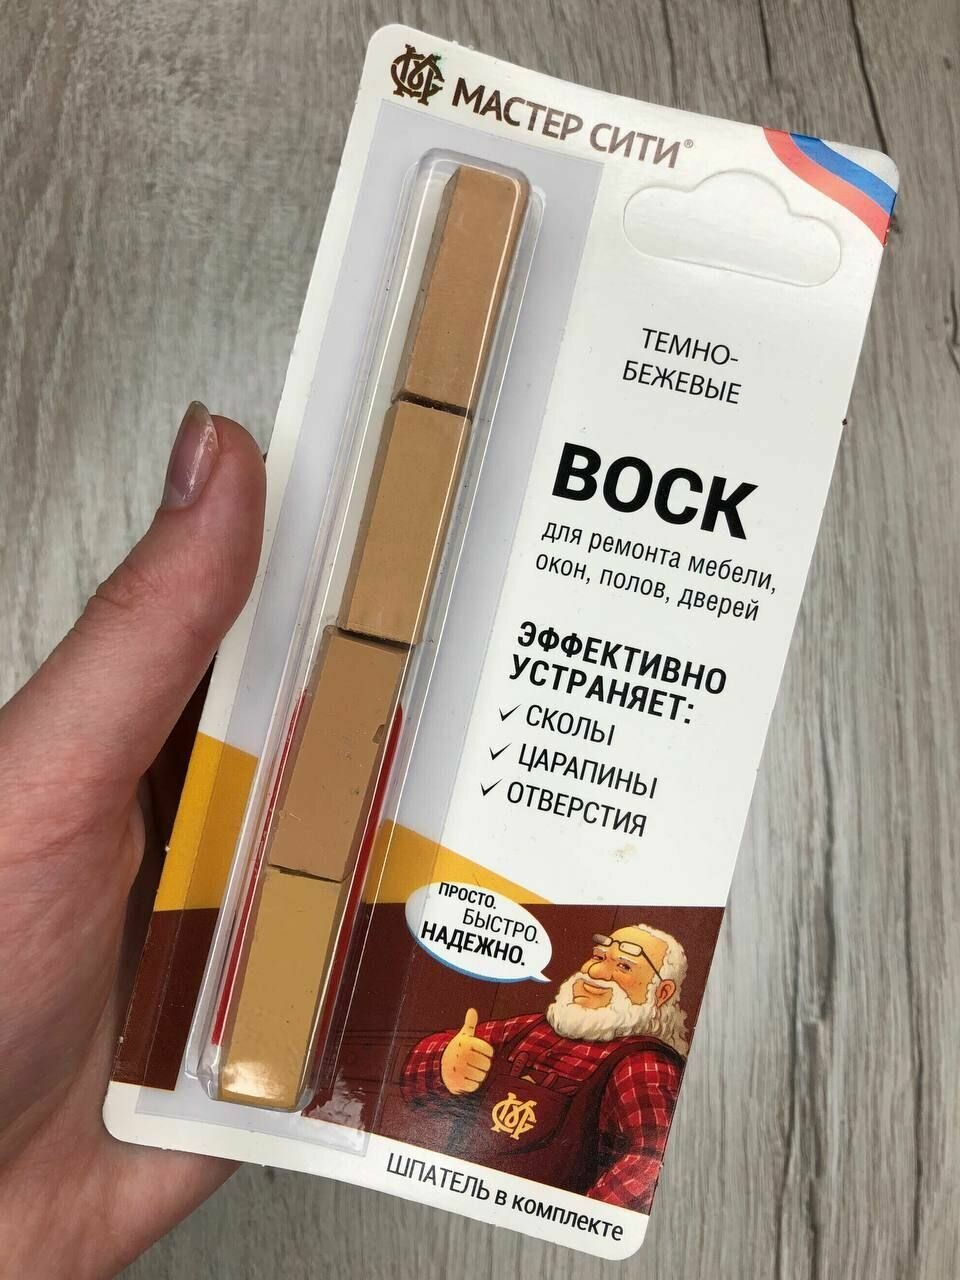 МАСТЕР СИТИ®
ТЕМНО-
БЕЖЕВЫЕ
ВОСК
для ремонта мебели,
окон, полов, дверей
ЭФФЕКТИВНО
УСТРАНЯЕТ:
✓ СКОЛЫ
✓ ЦАРАПИНЫ
✓ ОТВЕРСТИЯ
ПРОСТО.
БЫСТРО.
НАДЕЖНО.
ШПАТЕЛЬ в комплекте